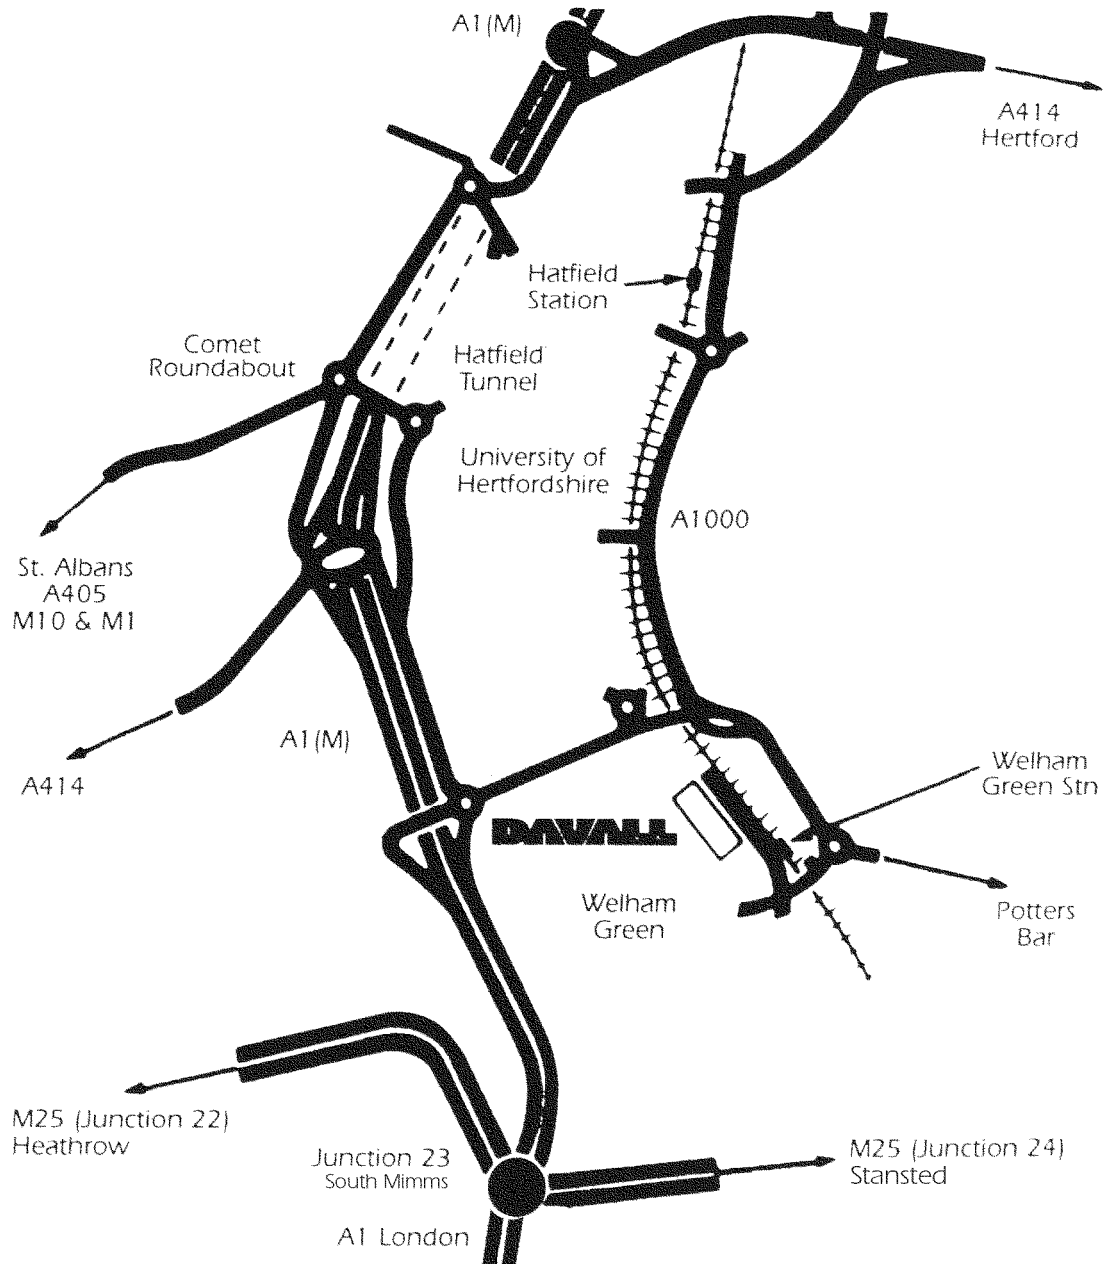 A1(M)
A414
Hertford
Hatfield
Station
Comet
Roundabout
Hatfield
Tunnel
University of
Hertfordshire
A1000
St. Albans
A405
M10 & M1
A1(M)
A414
Welham
Green Stn
DAVALL
Welham
Green
Potters
Bar
M25 (Junction 22)
Heathrow
Junction 23
South Mimms
M25 (Junction 24)
Stansted
A1 London